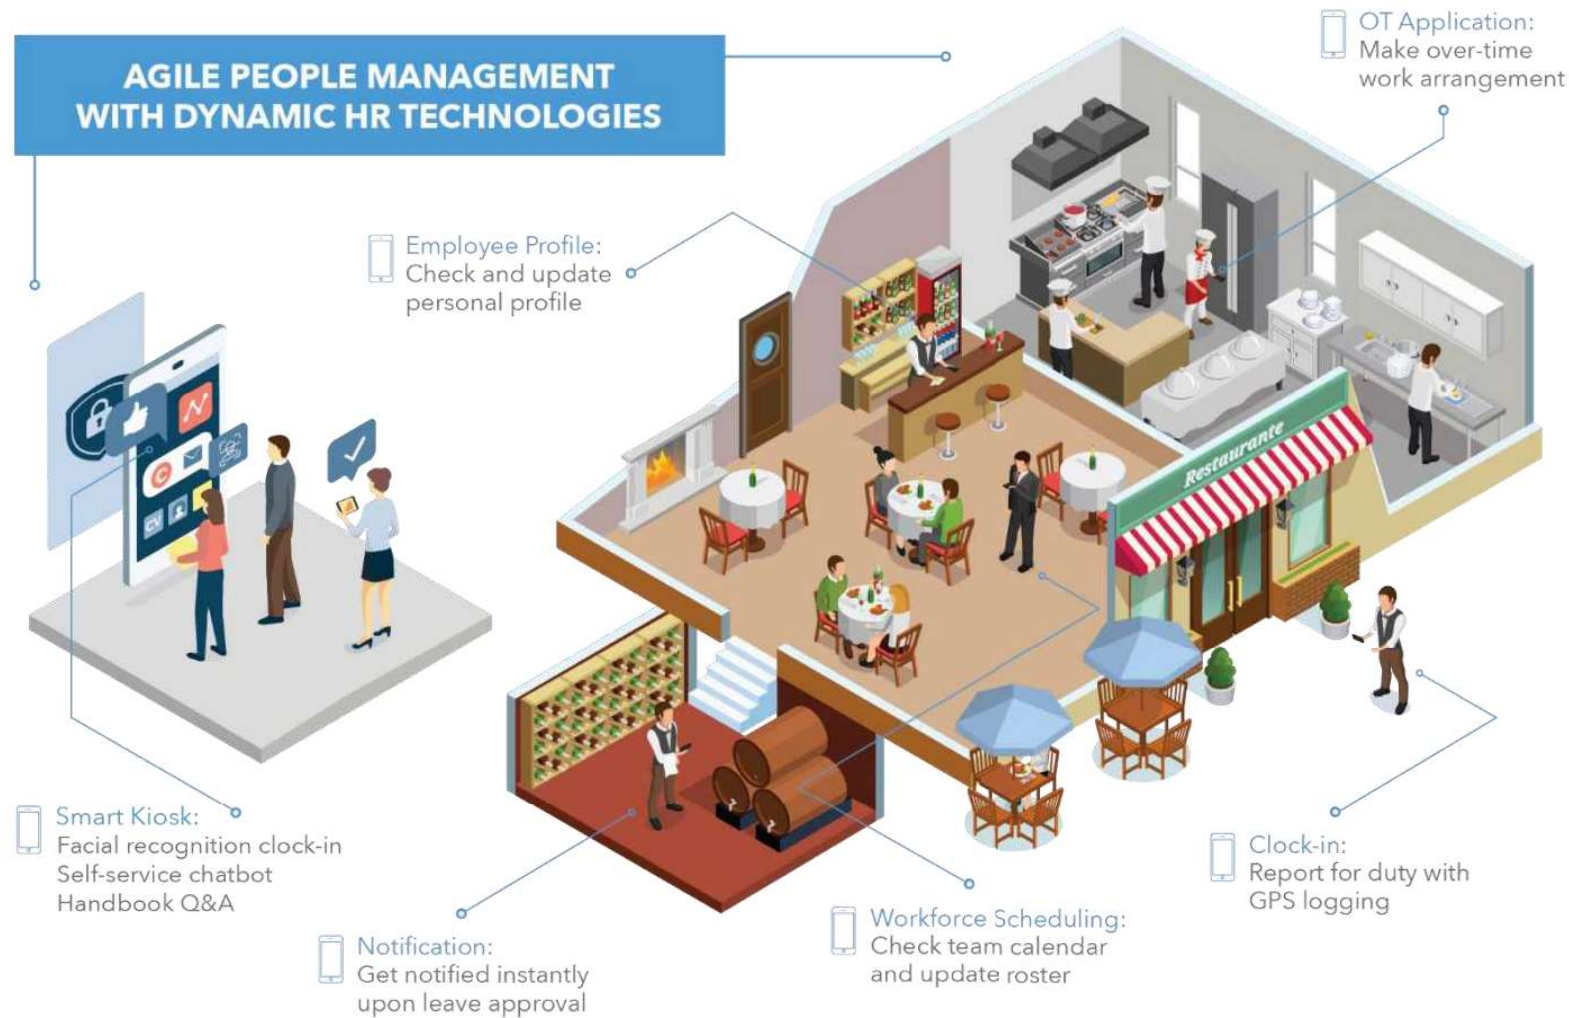 AGILE PEOPLE MANAGEMENT
WITH DYNAMIC HR TECHNOLOGIES
OT Application:
Make over-time
work arrangement
Employee Profile:
Check and update
personal profile
C
CV
Restaurante
Smart Kiosk:
Facial recognition clock-in
Self-service chatbot
Handbook Q&A
Clock-in:
Report for duty with
GPS logging
Workforce Scheduling:
Check team calendar
and update roster
Notification:
Get notified instantly
upon leave approval